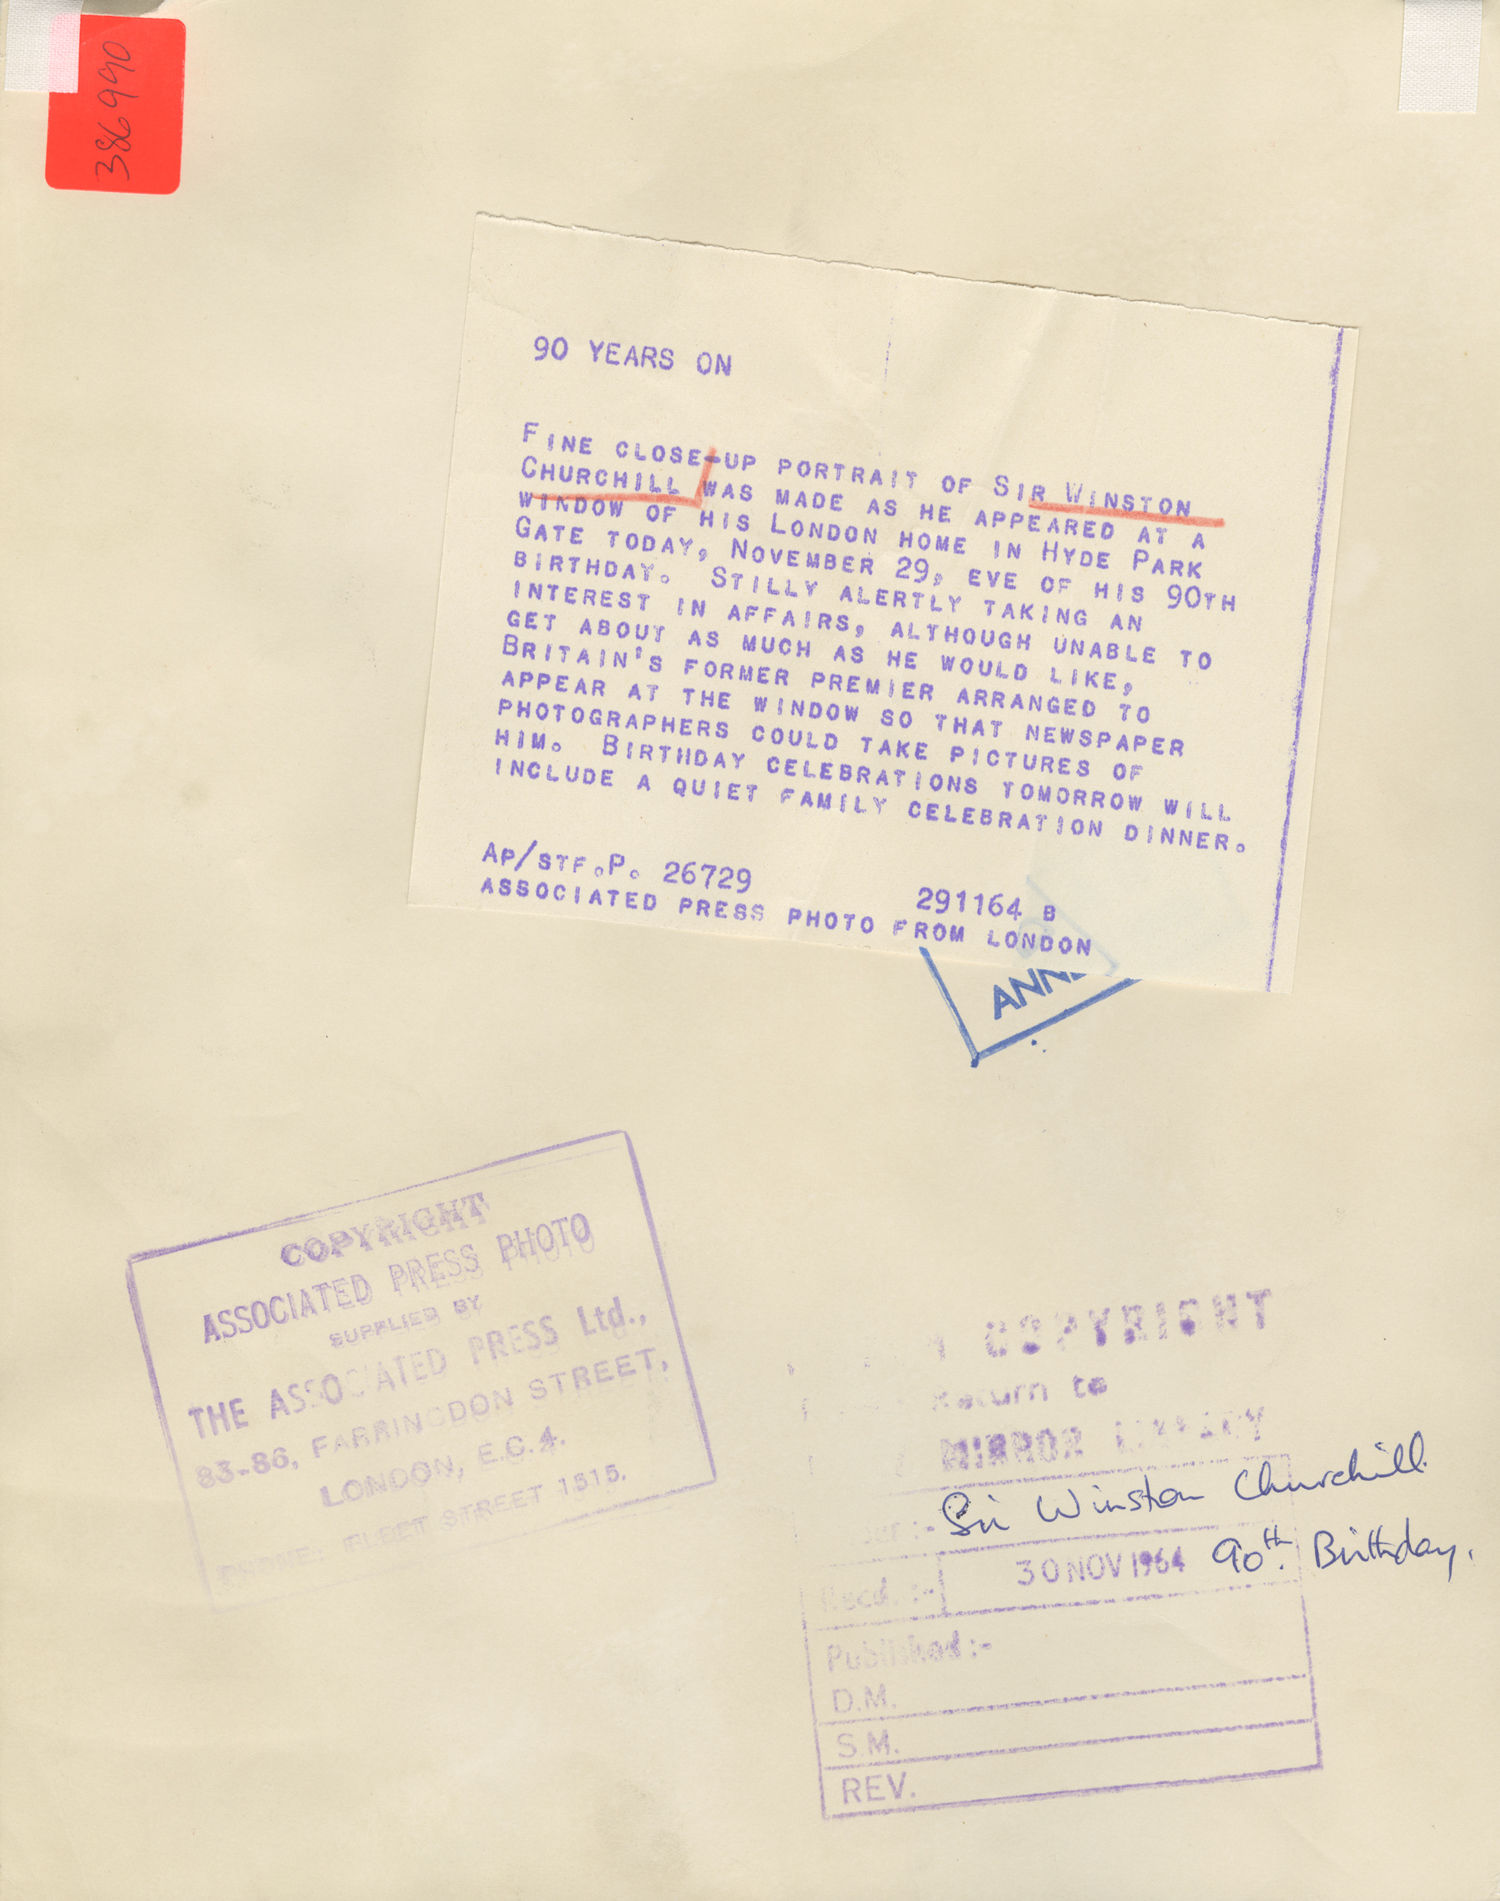 386990
90 YEARS ON
FINE CLOSE-UP PORTRAIT OF SIR WINSTON
CHURCHILL WAS MADE AS HE APPEARED AT A
WINDOW OF HIS LONDON HOME IN HYDE PARK
GATE TODAY, NOVEMBER 29, EVE OF HIS 90TH
BIRTHDAY. STILLY ALERTLY TAKING AN
INTEREST IN AFFAIRS, ALTHOUGH UNABLE TO
GET ABOUT AS MUCH AS HE WOULD LIKE,
BRITAIN'S FORMER PREMIER ARRANGED TO
APPEAR AT THE WINDOW SO THAT NEWSPAPER
PHOTOGRAPHERS COULD TAKE PICTURES OF
HIM. BIRTHDAY CELEBRATIONS TOMORROW WILL
INCLUDE A QUIET FAMILY CELEBRATION DINNER.
AP/STF.P. 26729 291164 B
ASSOCIATED PRESS PHOTO FROM LONDON
COPYRIGHT
ASSOCIATED PRESS PHOTO
SUPPLIED BY
THE ASSOCIATED PRESS Ltd.,
83-86, FARRINGDON STREET,
LONDON, E.C.4.
PHONE: FLEET STREET 1515.
COPYRIGHT
Return to
MIRROR LIBRARY
Sir Winston Churchill
90th Birthday.
Recd. :- 30 NOV 1964
Published :-
D.M.
S.M.
REV.